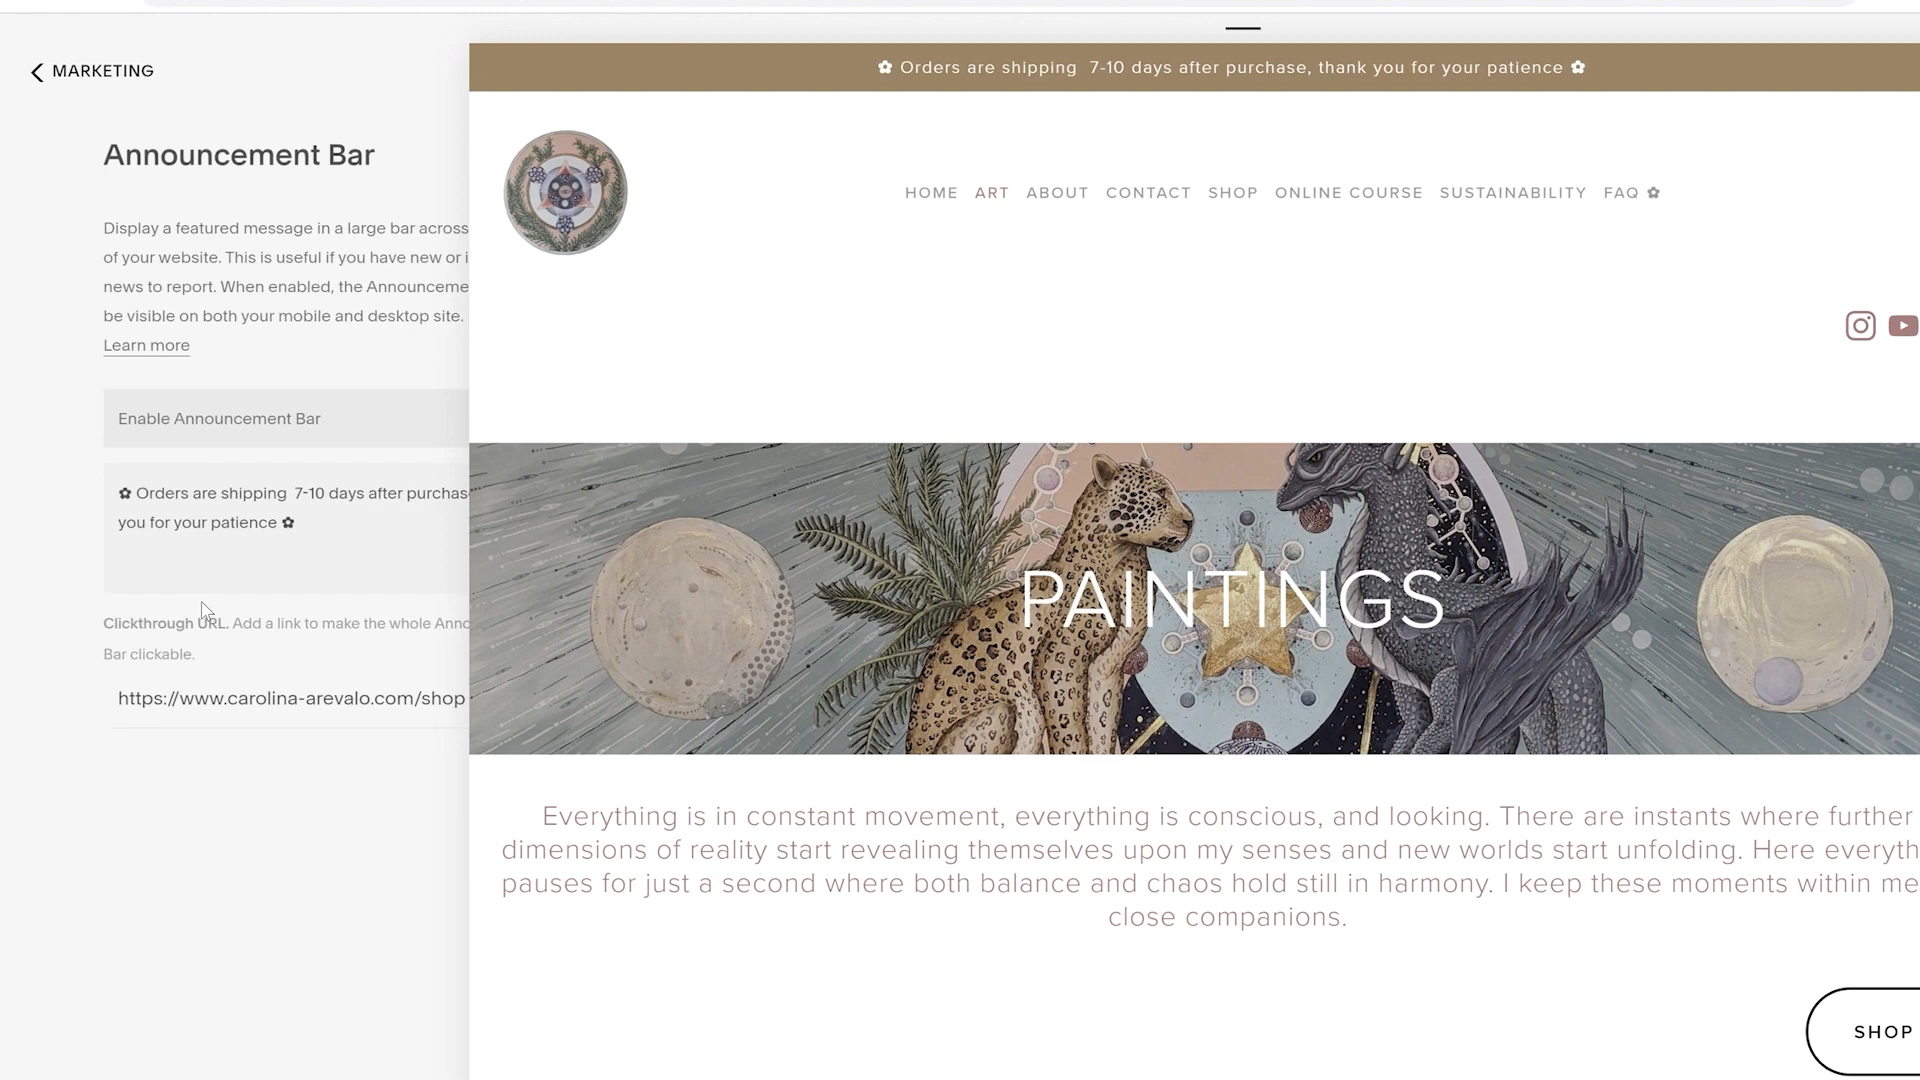 MARKETING
Announcement Bar
Display a featured message in a large bar across
of your website. This is useful if you have new or i
news to report. When enabled, the Announceme
be visible on both your mobile and desktop site.
Learn more
Enable Announcement Bar
✿ Orders are shipping  7-10 days after purchas
you for your patience ✿
Clickthrough URL. Add a link to make the whole Anno
Bar clickable.
https://www.carolina-arevalo.com/shop
✿ Orders are shipping  7-10 days after purchase, thank you for your patience ✿
HOME ART ABOUT CONTACT SHOP ONLINE COURSE SUSTAINABILITY FAQ ✿
PAINTINGS
Everything is in constant movement, everything is conscious, and looking. There are instants where further
dimensions of reality start revealing themselves upon my senses and new worlds start unfolding. Here everyth
pauses for just a second where both balance and chaos hold still in harmony. I keep these moments within me
close companions.
SHOP